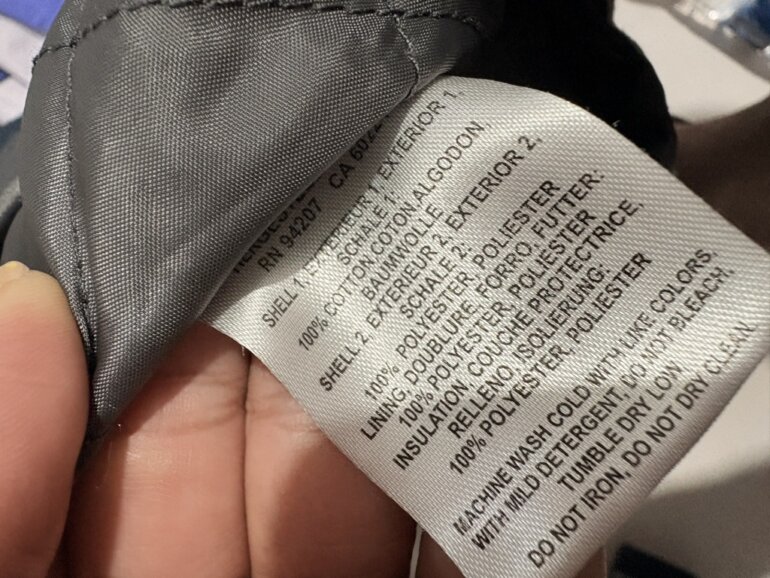 RN 94207 CA
SHELL 1, EXTERIEUR 1, EXTERIOR 1.
SCHALE 1:
100% COTTON COTON ALGODON,
BAUMWOLLE
SHELL 2, EXTERIEUR 2, EXTERIOR 2.
SCHALE 2:
100% POLYESTER, POLIESTER
LINING, DOUBLURE, FORRO, FUTTER:
100% POLYESTER, POLIESTER
INSULATION, COUCHE PROTECTRICE,
RELLENO, ISOLIERUNG:
100% POLYESTER, POLIESTER
MACHINE WASH COLD WITH LIKE COLORS,
WITH MILD DETERGENT, DO NOT BLEACH,
TUMBLE DRY LOW
DO NOT IRON, DO NOT DRY CLEAN